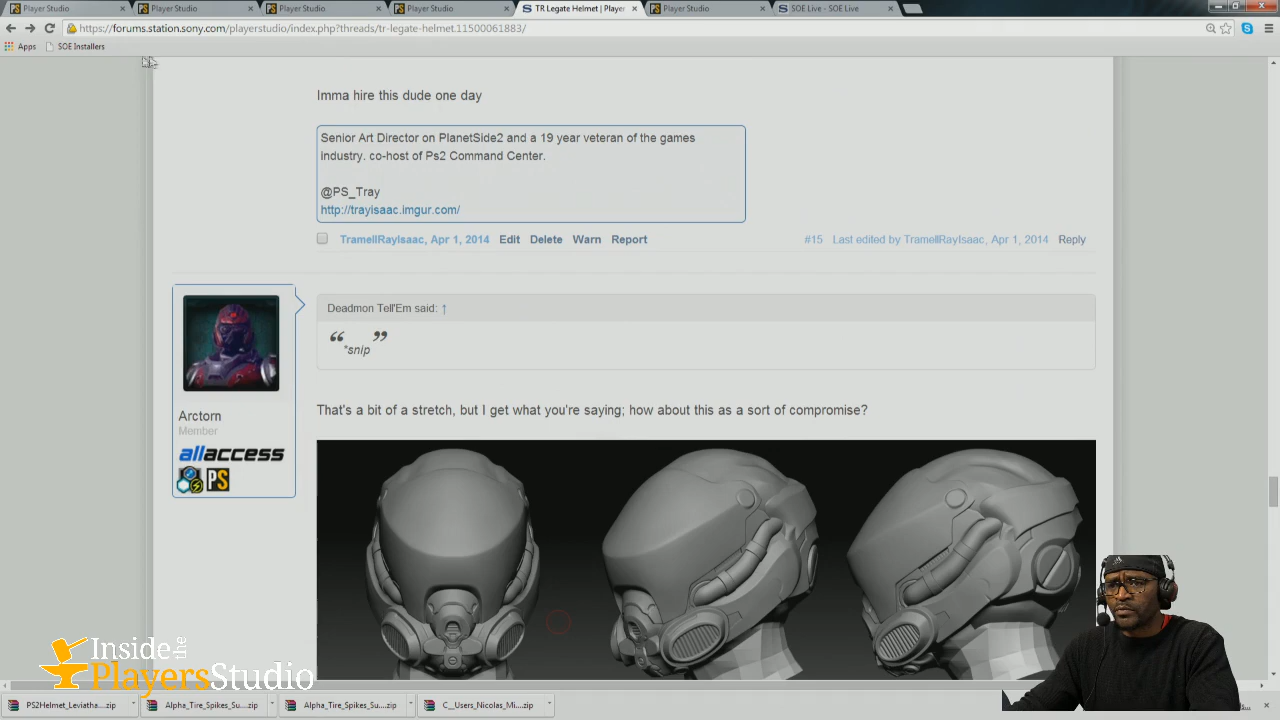 Player Studio
Player Studio
Player Studio
Player Studio
TR Legate Helmet | Player
Player Studio
SOE Live - SOE Live
https://forums.station.sony.com/playerstudio/index.php?threads/tr-legate-helmet.11500061883/
Apps
SOE Installers
Imma hire this dude one day
Senior Art Director on PlanetSide2 and a 19 year veteran of the games
industry. co-host of Ps2 Command Center.
@PS_Tray
http://trayisaac.imgur.com/
TramellRayIsaac, Apr 1, 2014 Edit Delete Warn Report
#15 Last edited by TramellRayIsaac, Apr 1, 2014 Reply
Deadmon Tell'Em said: ↑
“ ”
*snip
Arctorn
Member
allaccess
PS
That's a bit of a stretch, but I get what you're saying; how about this as a sort of compromise?
Inside the
PlayersStudio
PS2Helmet_Leviatha....zip
Alpha_Tire_Spikes_Su....zip
Alpha_Tire_Spikes_Su....zip
C__Users_Nicolas_Mi....zip